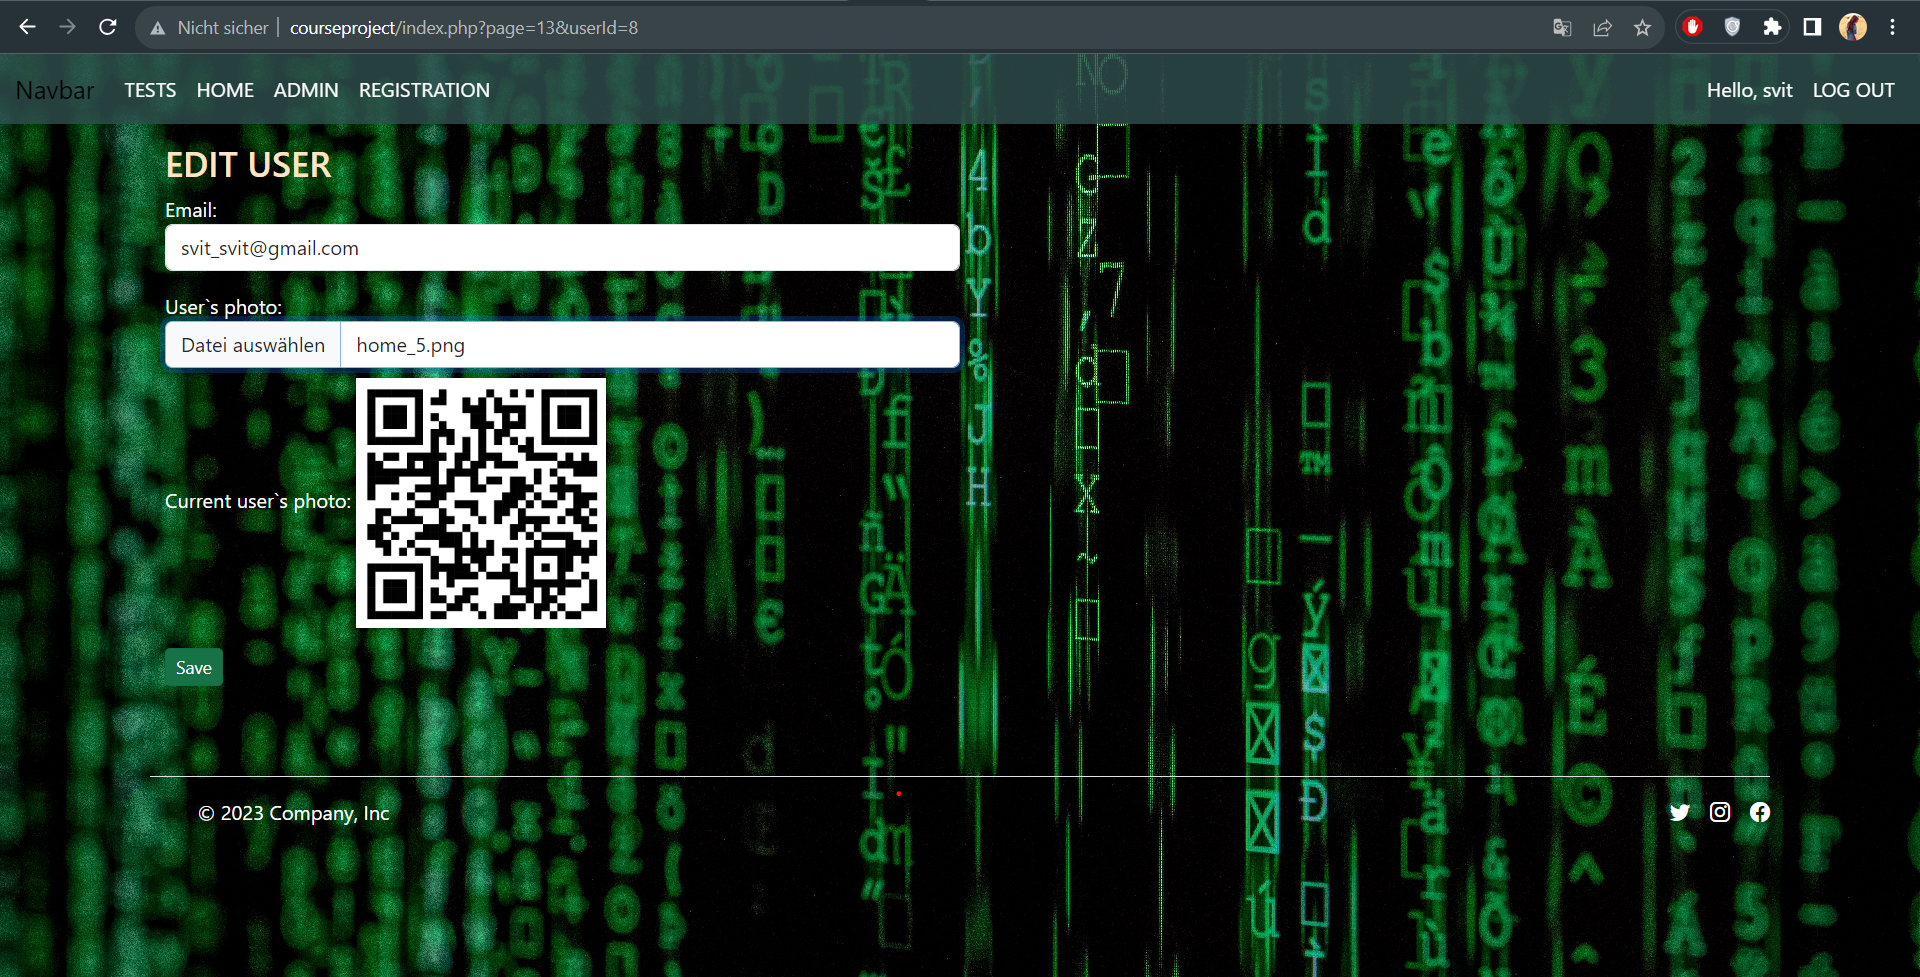 Nicht sicher | courseproject/index.php?page=13&userId=8
Navbar TESTS HOME ADMIN REGISTRATION Hello, svit LOG OUT
EDIT USER
Email:
svit_svit@gmail.com
User`s photo:
Datei auswählen home_5.png
Current user`s photo:
Save
© 2023 Company, Inc